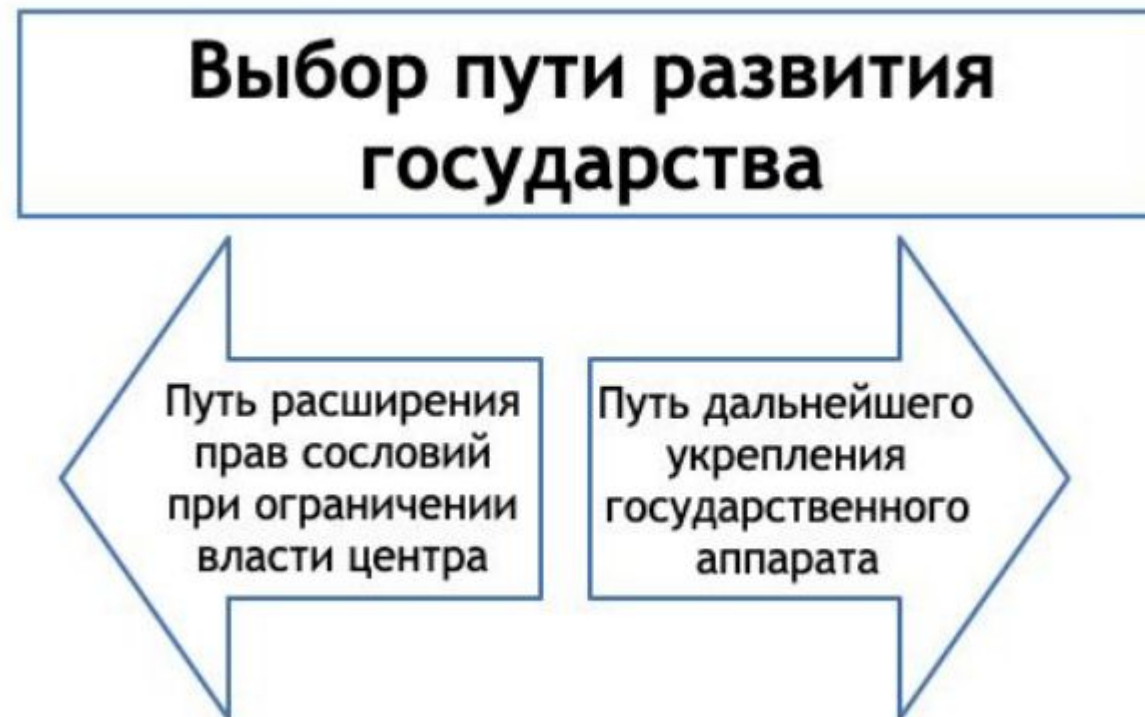 Выбор пути развития
государства
Путь расширения
прав сословий
при ограничении
власти центра
Путь дальнейшего
укрепления
государственного
аппарата